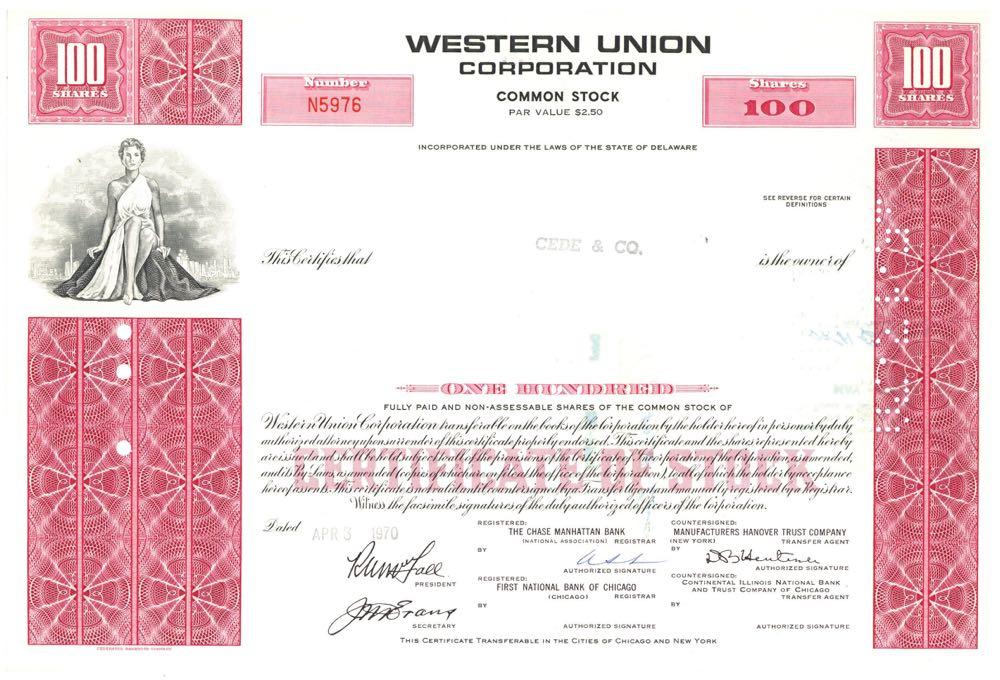 100
SHARES
WESTERN UNION
CORPORATION
COMMON STOCK
PAR VALUE $2.50
Number
N5976
Shares
100
100
SHARES
INCORPORATED UNDER THE LAWS OF THE STATE OF DELAWARE
SEE REVERSE FOR CERTAIN
DEFINITIONS
CEDE & CO.
This Certifies that
is the owner of
ONE HUNDRED
FULLY PAID AND NON-ASSESSABLE SHARES OF THE COMMON STOCK OF
Western Union Corporation transferable on the books of the Corporation by the holder hereof in person or by duly
authorized attorney upon surrender of this certificate properly endorsed. This certificate and the shares represented hereby
are issued and shall be held subject to all of the provisions of the Certificate of Incorporation of the Corporation, as amended,
and its By-Laws, as amended (copies of which are on file at the office of the Corporation), to all of which the holder by acceptance
hereof assents. This certificate is not valid until countersigned by a Transfer Agent and manually registered by a Registrar.
Witness the facsimile signatures of the duly authorized officers of the Corporation.
CERTIFICATE OF STOCK
Dated
APR 3 1970
REGISTERED:
THE CHASE MANHATTAN BANK
(NATIONAL ASSOCIATION) REGISTRAR
BY
AUTHORIZED SIGNATURE
COUNTERSIGNED:
MANUFACTURERS HANOVER TRUST COMPANY
(NEW YORK) TRANSFER AGENT
BY
AUTHORIZED SIGNATURE
PRESIDENT
REGISTERED:
FIRST NATIONAL BANK OF CHICAGO
(CHICAGO) REGISTRAR
BY
AUTHORIZED SIGNATURE
COUNTERSIGNED:
CONTINENTAL ILLINOIS NATIONAL BANK
AND TRUST COMPANY OF CHICAGO
TRANSFER AGENT
BY
AUTHORIZED SIGNATURE
SECRETARY
THIS CERTIFICATE TRANSFERABLE IN THE CITIES OF CHICAGO AND NEW YORK
FEDERATED BANKNOTE COMPANY